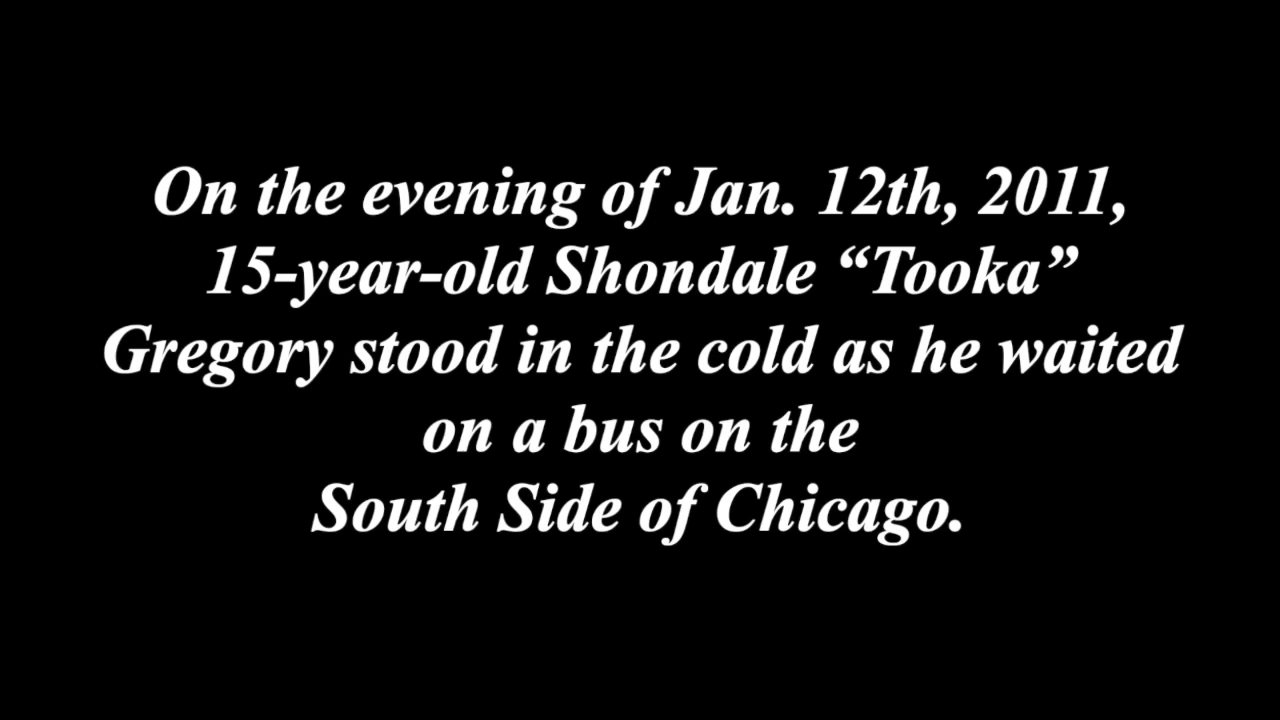 On the evening of Jan. 12th, 2011,
15-year-old Shondale “Tooka”
Gregory stood in the cold as he waited
on a bus on the
South Side of Chicago.